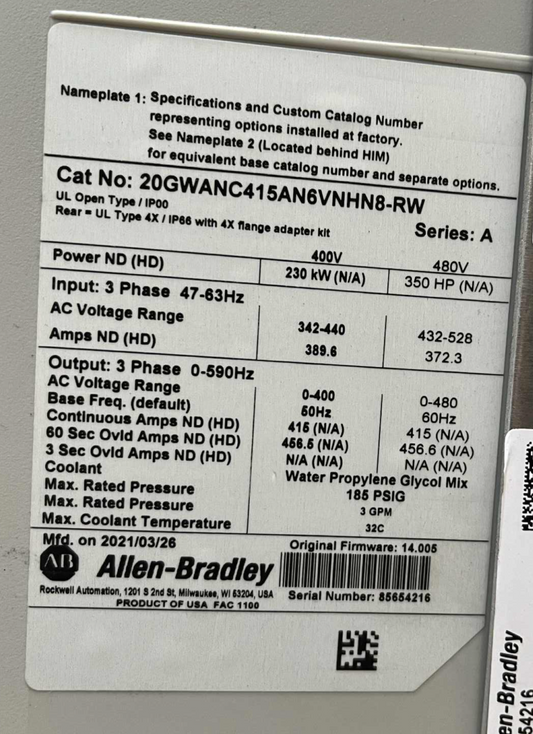 Nameplate 1: Specifications and Custom Catalog Number
representing options installed at factory.
See Nameplate 2 (Located behind HIM)
for equivalent base catalog number and separate options.
Cat No: 20GWANC415AN6VNHN8-RW
UL Open Type / IP00
Rear = UL Type 4X / IP66 with 4X flange adapter kit
Series: A
400V 480V
Power ND (HD) 230 kW (N/A) 350 HP (N/A)
Input: 3 Phase 47-63Hz
AC Voltage Range 342-440 432-528
Amps ND (HD) 389.6 372.3
Output: 3 Phase 0-590Hz
AC Voltage Range 0-400 0-480
Base Freq. (default) 50Hz 60Hz
Continuous Amps ND (HD) 415 (N/A) 415 (N/A)
60 Sec Ovld Amps ND (HD) 456.5 (N/A) 456.6 (N/A)
3 Sec Ovld Amps ND (HD) N/A (N/A) N/A (N/A)
Coolant Water Propylene Glycol Mix
Max. Rated Pressure 185 PSIG
Max. Rated Pressure 3 GPM
Max. Coolant Temperature 32C
Mfd. on 2021/03/26
Original Firmware: 14.005
AB Allen-Bradley
Rockwell Automation, 1201 S 2nd St, Milwaukee, WI 53204, USA
Serial Number: 85654216
PRODUCT OF USA FAC 1100
en-Bradley
54216